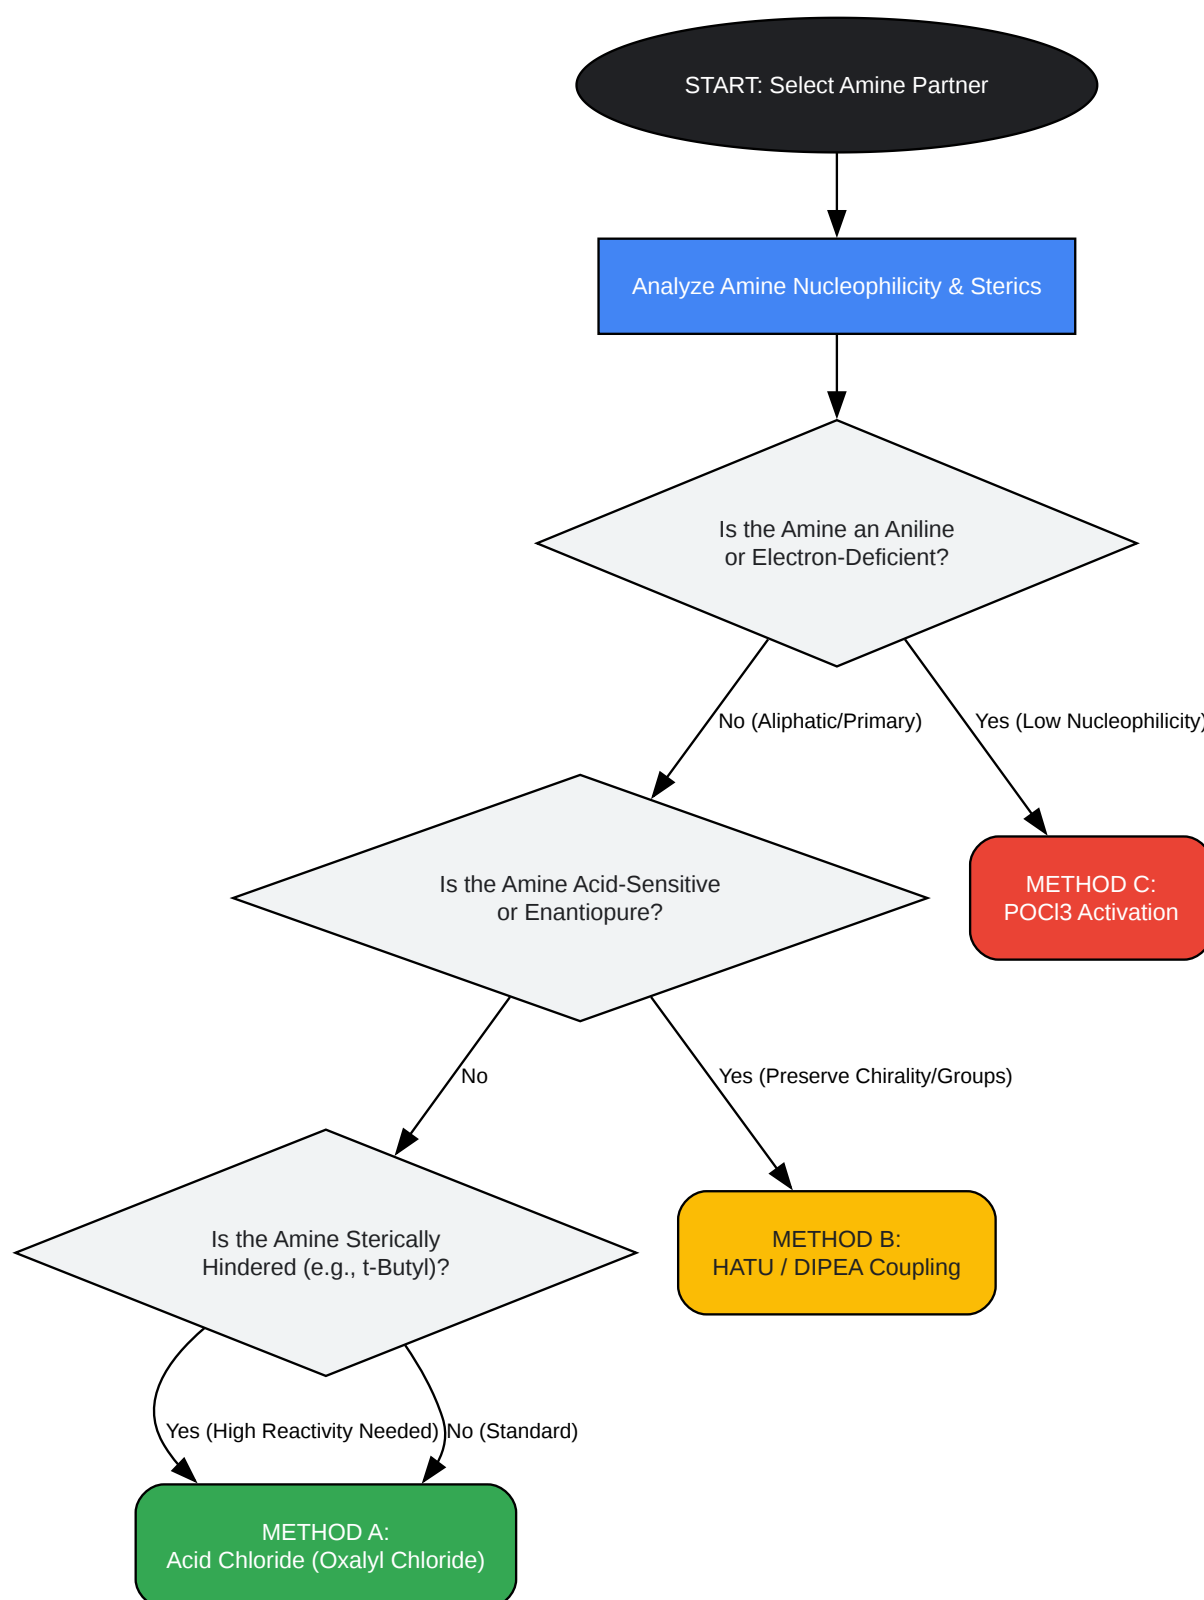 START: Select Amine Partner
Analyze Amine Nucleophilicity & Sterics
Is the Amine an Aniline
or Electron-Deficient?
No (Aliphatic/Primary)
Yes (Low Nucleophilicity)
Is the Amine Acid-Sensitive
or Enantiopure?
METHOD C:
POCl3 Activation
No
Yes (Preserve Chirality/Groups)
Is the Amine Sterically
Hindered (e.g., t-Butyl)?
METHOD B:
HATU / DIPEA Coupling
Yes (High Reactivity Needed)
No (Standard)
METHOD A:
Acid Chloride (Oxalyl Chloride)